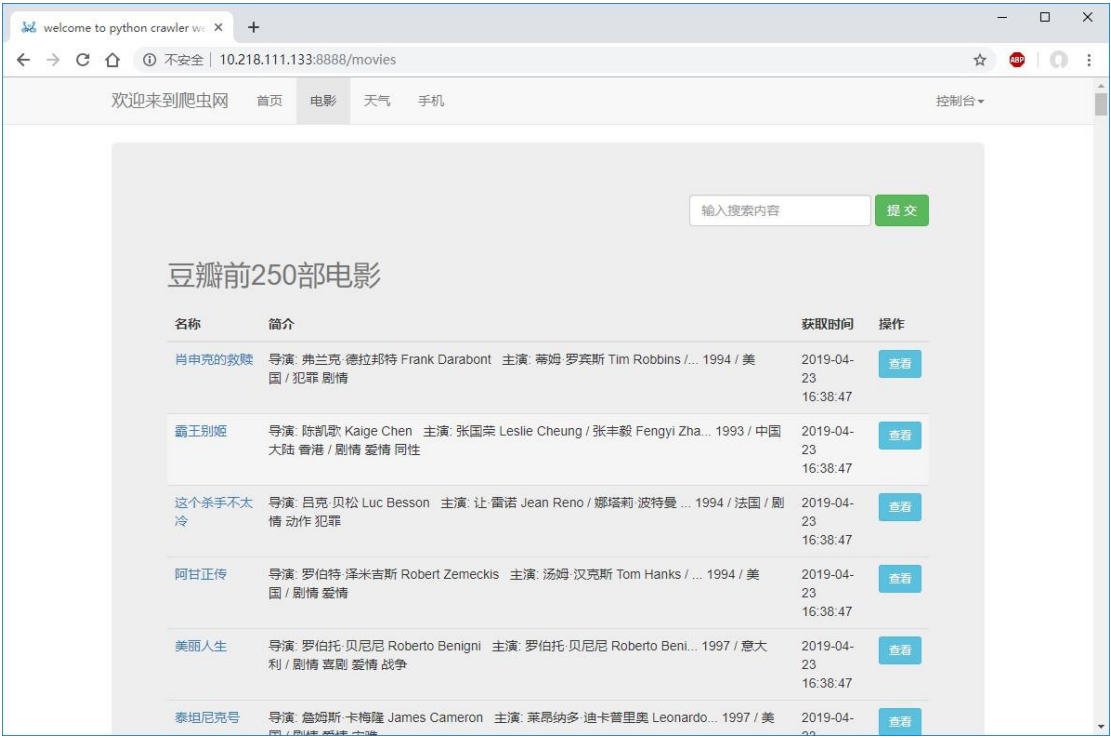 welcome to python crawler we
不安全 | 10.218.111.133:8888/movies
ABP
欢迎来到爬虫网 首页 电影 天气 手机 控制台
输入搜索内容 提 交
豆瓣前250部电影
名称 简介 获取时间 操作
肖申克的救赎 导演: 弗兰克·德拉邦特 Frank Darabont 主演: 蒂姆·罗宾斯 Tim Robbins /... 1994 / 美 2019-04- 查看
国 / 犯罪 剧情 23
16:38:47
霸王别姬 导演: 陈凯歌 Kaige Chen 主演: 张国荣 Leslie Cheung / 张丰毅 Fengyi Zha... 1993 / 中国 2019-04- 查看
大陆 香港 / 剧情 爱情 同性 23
16:38:47
这个杀手不太 导演: 吕克·贝松 Luc Besson 主演: 让·雷诺 Jean Reno / 娜塔莉·波特曼 ... 1994 / 法国 / 剧 2019-04- 查看
冷 情 动作 犯罪 23
16:38:47
阿甘正传 导演: 罗伯特·泽米吉斯 Robert Zemeckis 主演: 汤姆·汉克斯 Tom Hanks / ... 1994 / 美 2019-04- 查看
国 / 剧情 爱情 23
16:38:47
美丽人生 导演: 罗伯托·贝尼尼 Roberto Benigni 主演: 罗伯托·贝尼尼 Roberto Beni... 1997 / 意大 2019-04- 查看
利 / 剧情 喜剧 爱情 战争 23
16:38:47
泰坦尼克号 导演: 詹姆斯·卡梅隆 James Cameron 主演: 莱昂纳多·迪卡普里奥 Leonardo... 1997 / 美 2019-04- 查看